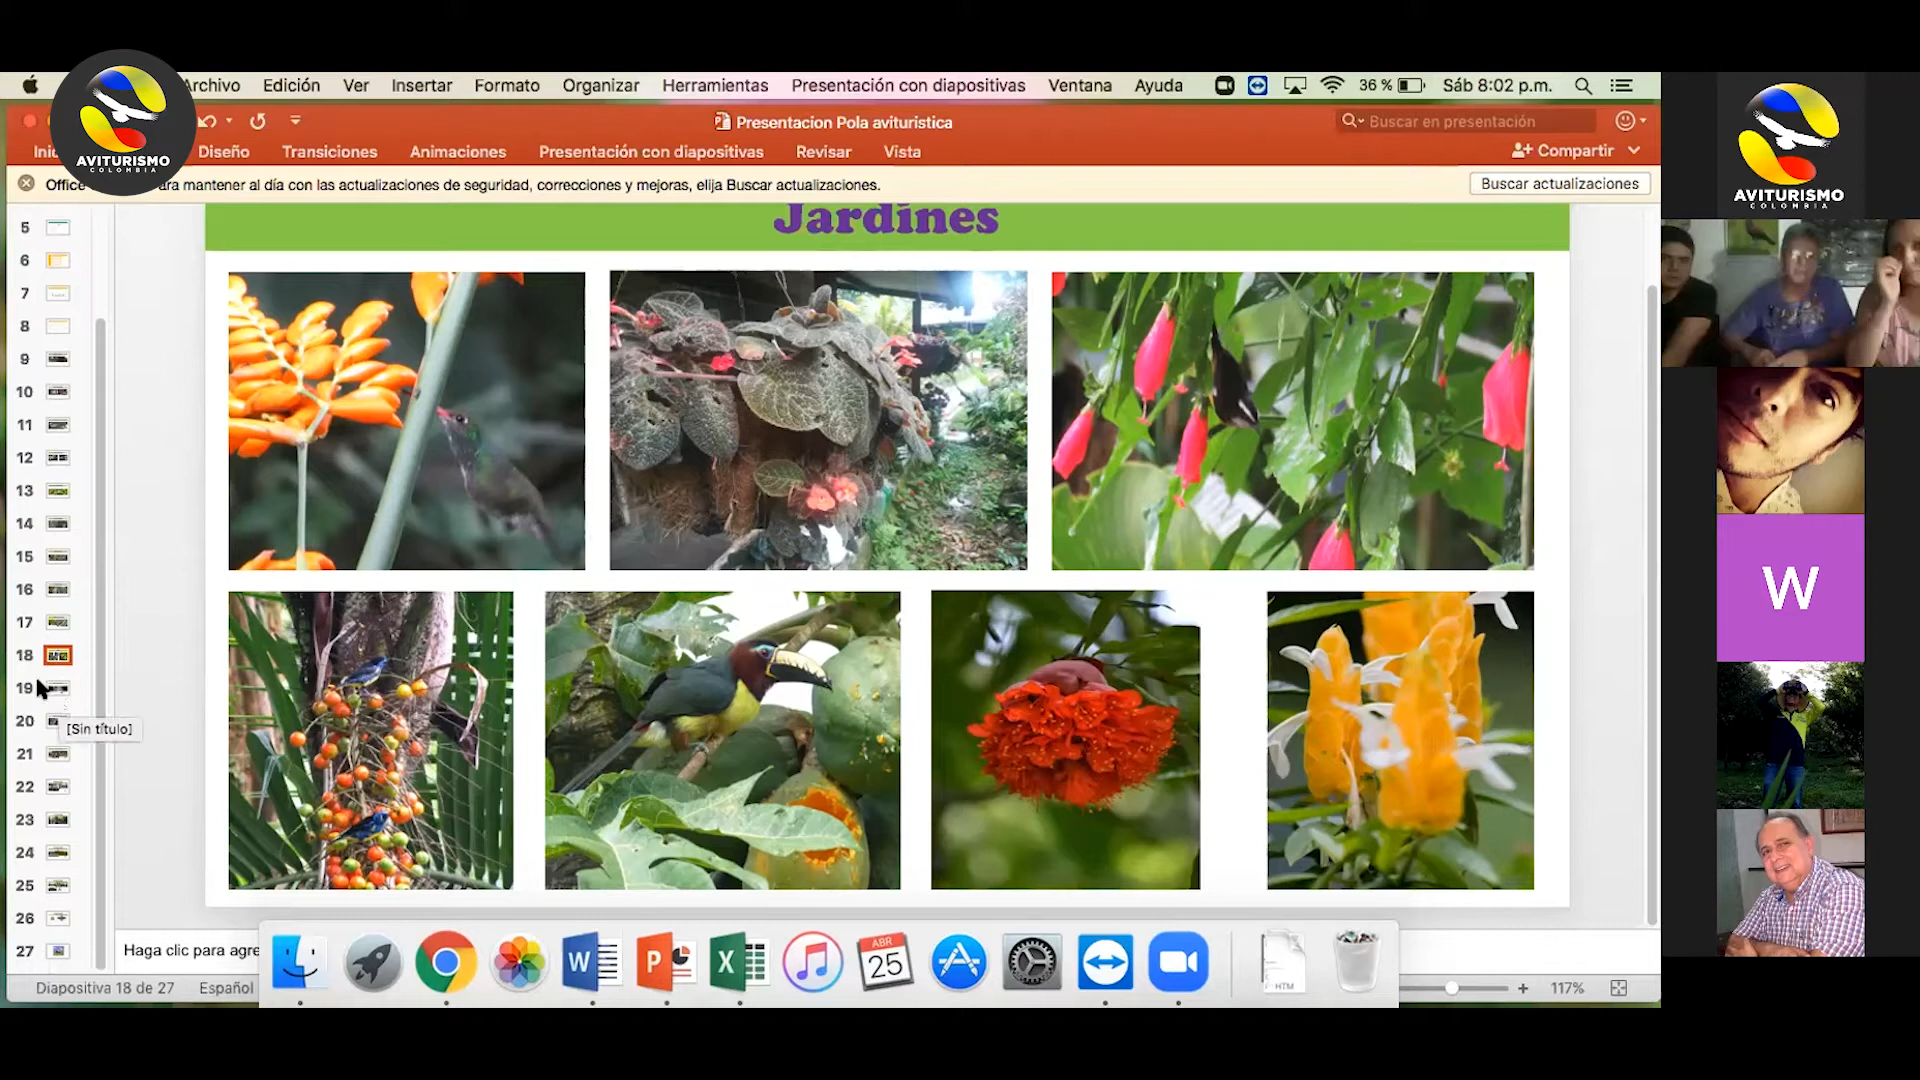 Archivo Edición Ver Insertar Formato Organizar Herramientas Presentación con diapositivas Ventana Ayuda 36 % Sáb 8:02 p.m.
Presentacion Pola avituristica
Buscar en presentación
Diseño Transiciones Animaciones Presentación con diapositivas Revisar Vista Compartir
AVITURISMO
COLOMBIA
Office
ara mantener al día con las actualizaciones de seguridad, correcciones y mejoras, elija Buscar actualizaciones.
Buscar actualizaciones
AVITURISMO
COLOMBIA
Jardines
5
6
7
8
9
10
11
12
13
14
15
16
17
18
19
20
[Sin título]
21
22
23
24
25
26
27
W
Haga clic para agre
W
P
X
ABR
25
HTM
Diapositiva 18 de 27 Español
117%